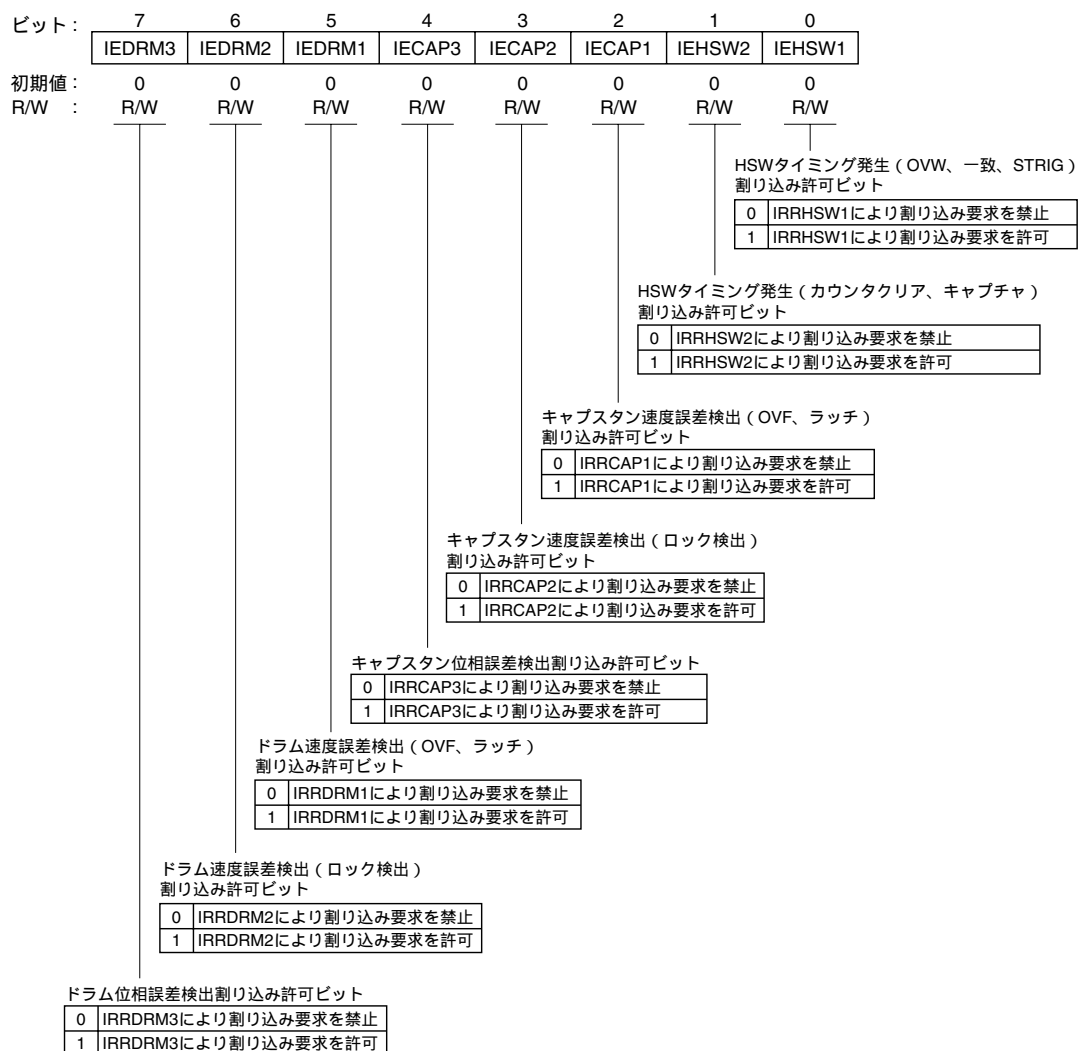 ビット : 7 6 5 4 3 2 1 0
IEDRM3 IEDRM2 IEDRM1 IECAP3 IECAP2 IECAP1 IEHSW2 IEHSW1
初期値 : 0 0 0 0 0 0 0 0
R/W : R/W R/W R/W R/W R/W R/W R/W R/W
HSWタイミング発生（OVW、一致、STRIG）
割り込み許可ビット
0 IRRHSW1により割り込み要求を禁止
1 IRRHSW1により割り込み要求を許可
HSWタイミング発生（カウンタクリア、キャプチャ）
割り込み許可ビット
0 IRRHSW2により割り込み要求を禁止
1 IRRHSW2により割り込み要求を許可
キャプスタン速度誤差検出（OVF、ラッチ）
割り込み許可ビット
0 IRRCAP1により割り込み要求を禁止
1 IRRCAP1により割り込み要求を許可
キャプスタン速度誤差検出（ロック検出）
割り込み許可ビット
0 IRRCAP2により割り込み要求を禁止
1 IRRCAP2により割り込み要求を許可
キャプスタン位相誤差検出割り込み許可ビット
0 IRRCAP3により割り込み要求を禁止
1 IRRCAP3により割り込み要求を許可
ドラム速度誤差検出（OVF、ラッチ）
割り込み許可ビット
0 IRRDRM1により割り込み要求を禁止
1 IRRDRM1により割り込み要求を許可
ドラム速度誤差検出（ロック検出）
割り込み許可ビット
0 IRRDRM2により割り込み要求を禁止
1 IRRDRM2により割り込み要求を許可
ドラム位相誤差検出割り込み許可ビット
0 IRRDRM3により割り込み要求を禁止
1 IRRDRM3により割り込み要求を許可